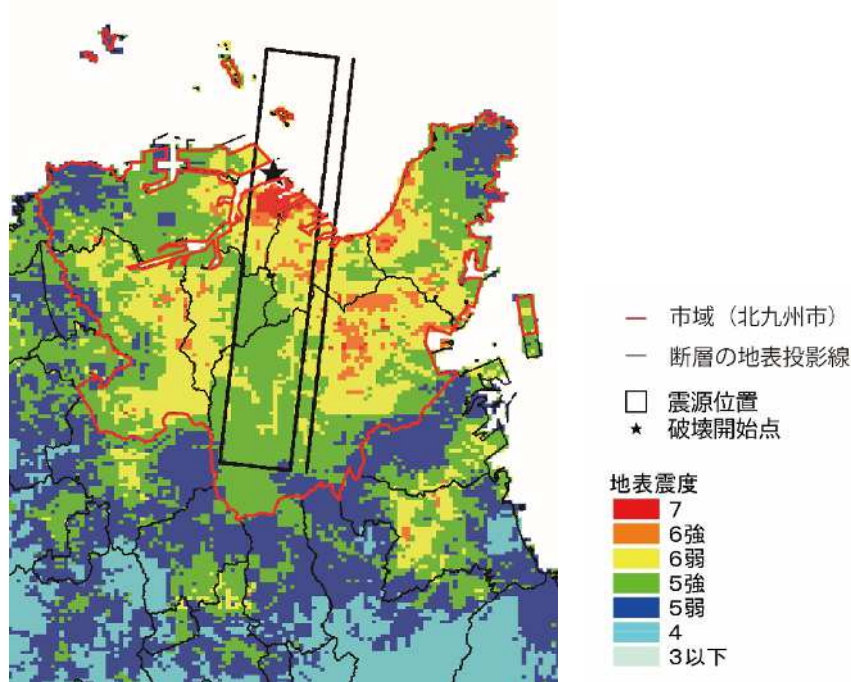 市域（北九州市）
断層の地表投影線
震源位置
破壊開始点
地表震度
7
6強
6弱
5強
5弱
4
3以下